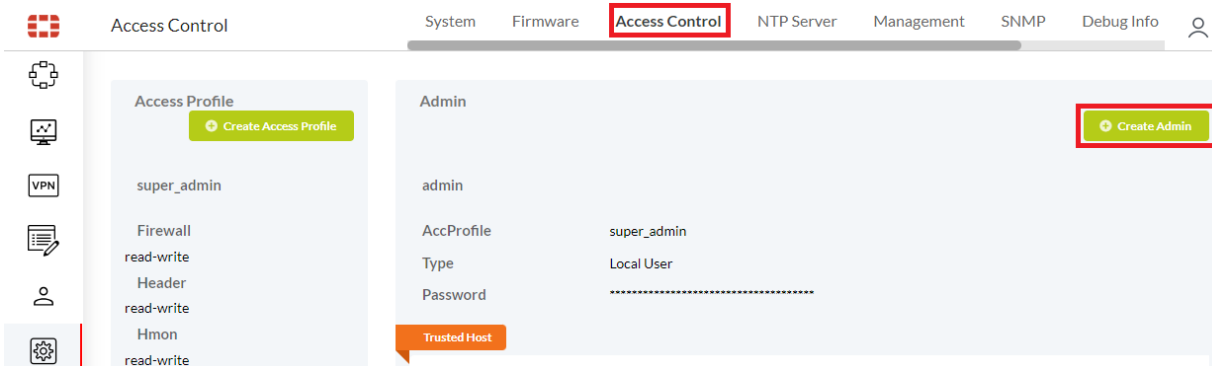 Access Control
System Firmware Access Control NTP Server Management SNMP Debug Info
VPN
Access Profile
Create Access Profile
super_admin
Firewall
read-write
Header
read-write
Hmon
read-write
Admin
Create Admin
admin
AccProfile super_admin
Type Local User
Password *************************************
Trusted Host